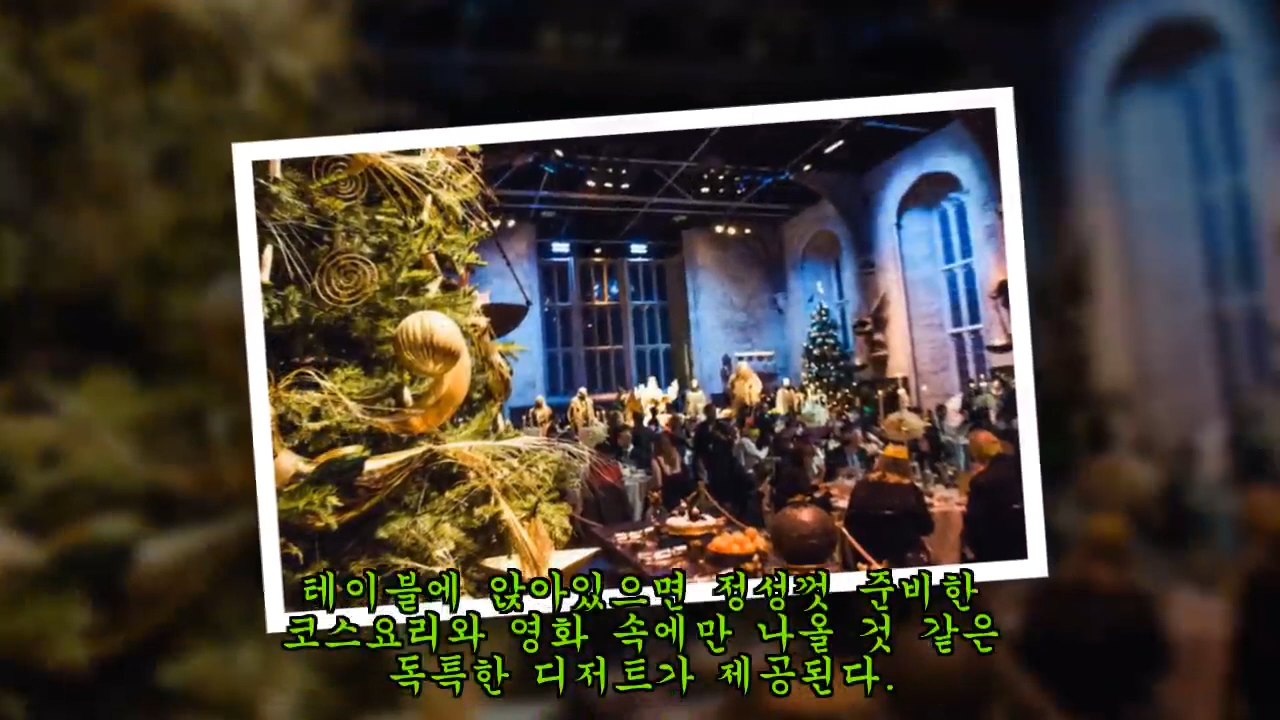 테이블에 앉아있으면 정성껏 준비한
코스요리와 영화 속에만 나올 것 같은
독특한 디저트가 제공된다.